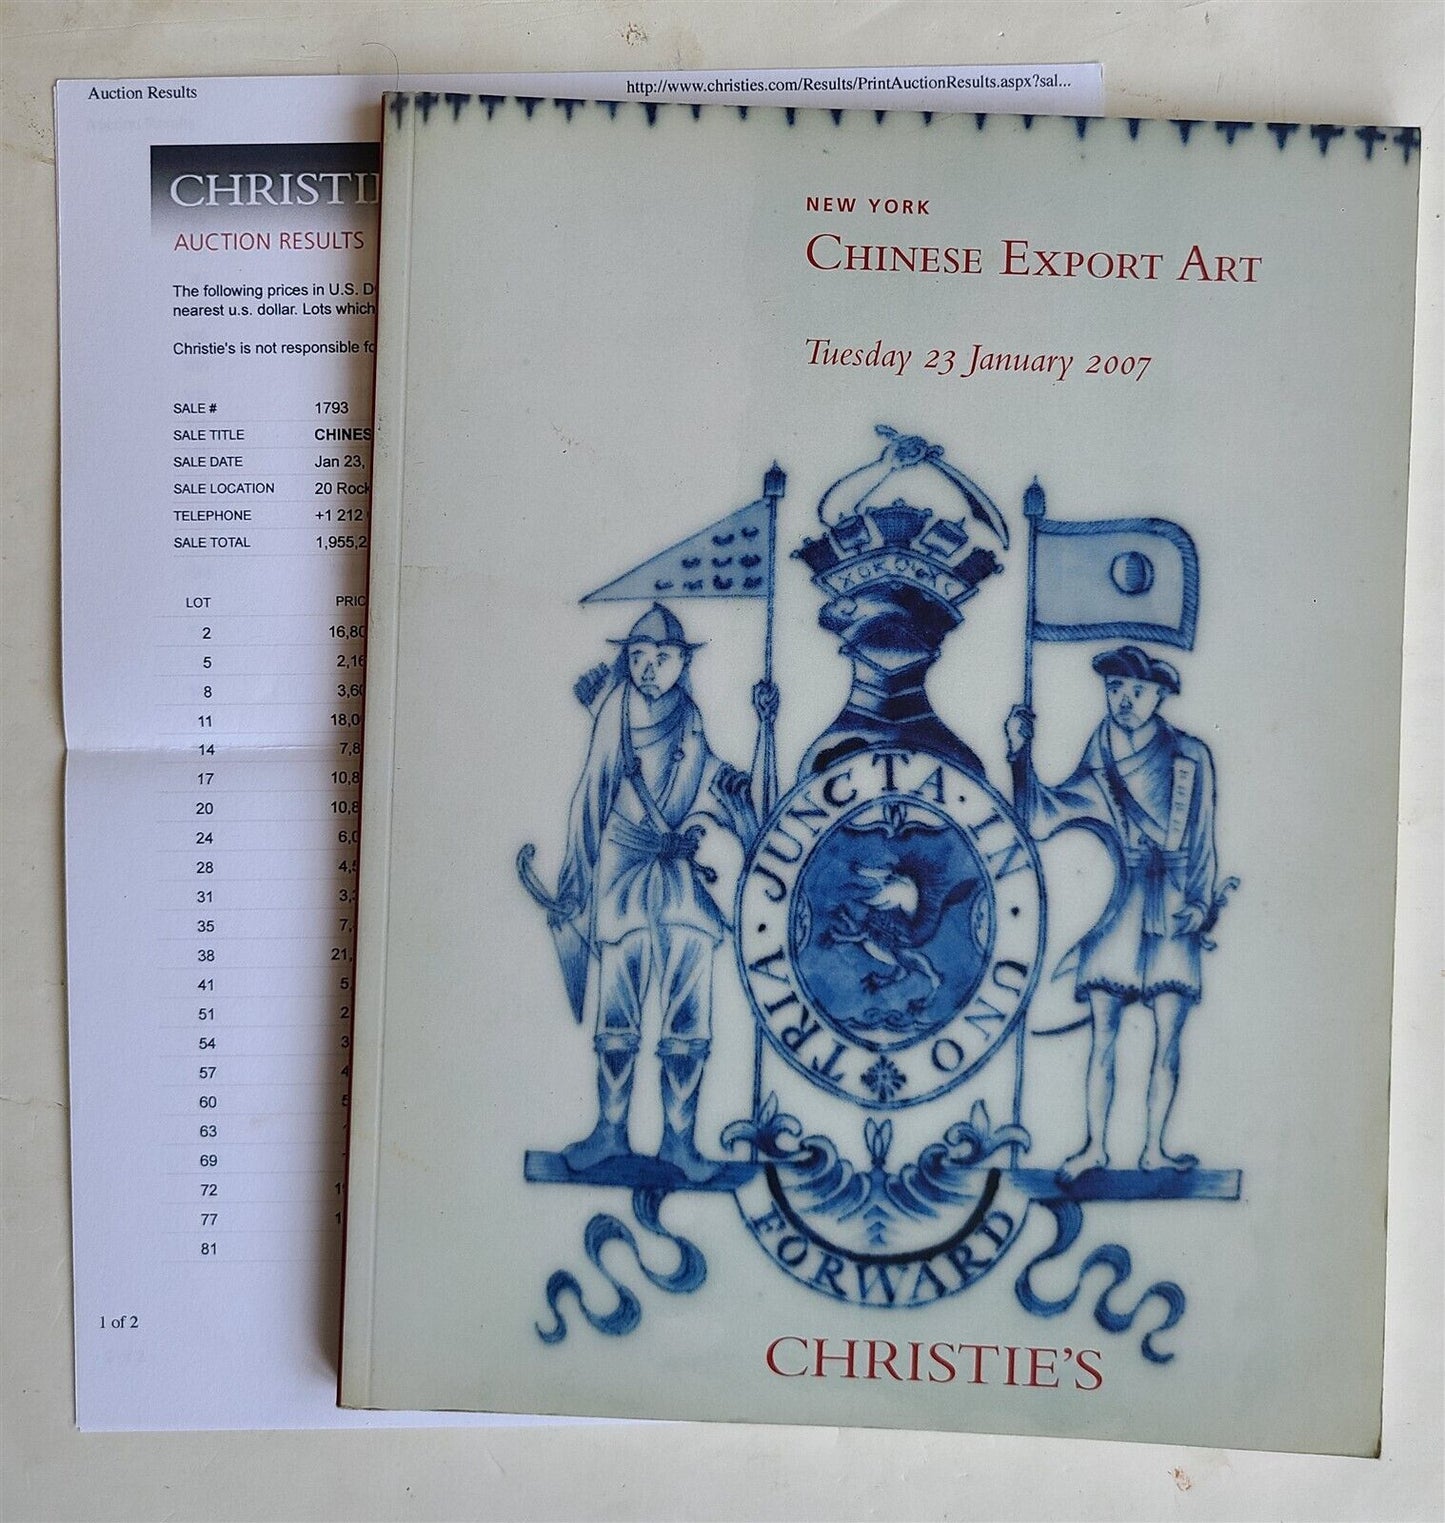 Auction Results
http://www.christies.com/Results/PrintAuctionResults.aspx?sal...
CHRISTI
AUCTION RESULTS
The following prices in U.S. D
nearest u.s. dollar. Lots which
Christie's is not responsible fo
SALE # 1793
SALE TITLE CHINES
SALE DATE Jan 23,
SALE LOCATION 20 Rock
TELEPHONE +1 212
SALE TOTAL 1,955,2
LOT PRIC
2 16,80
5 2,16
8 3,60
11 18,0
14 7,8
17 10,8
20 10,8
24 6,0
28 4,
31 3,
35 7,
38 21,
41 5,
51 2
54 3
57 4
60 5
63
69
72 1
77 1
81
1 of 2
NEW YORK
CHINESE EXPORT ART
Tuesday 23 January 2007
TRIA · JUNCTA · IN · UNO
FORWARD
CHRISTIE'S